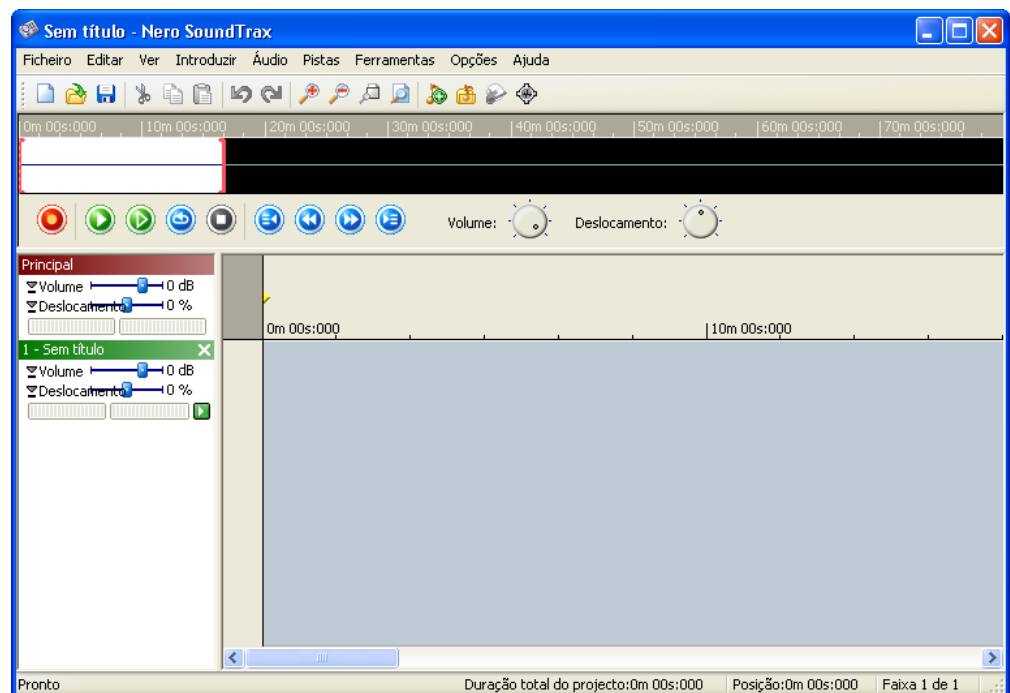 Sem título - Nero SoundTrax
Ficheiro Editar Ver Introduzir Áudio Pistas Ferramentas Opções Ajuda
0m 00s:000 10m 00s:000 20m 00s:000 30m 00s:000 40m 00s:000 50m 00s:000 60m 00s:000 70m 00s:000
Volume: Deslocamento:
Principal
Volume 0 dB
Deslocamento 0 %
0m 00s:000 10m 00s:000
1 - Sem título
Volume 0 dB
Deslocamento 0 %
Pronto Duração total do projecto:0m 00s:000 Posição:0m 00s:000 Faixa 1 de 1